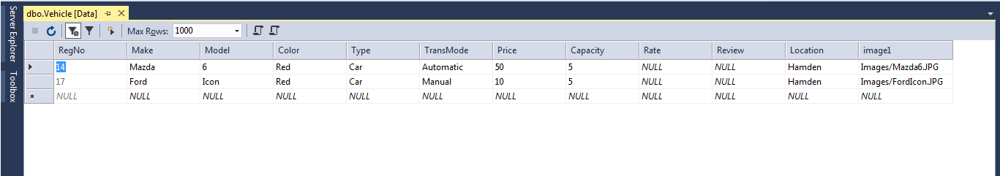 dbo.Vehicle [Data]
Server Explorer
Toolbox
Max Rows: 1000
RegNo Make Model Color Type TransMode Price Capacity Rate Review Location image1
14 Mazda 6 Red Car Automatic 50 5 NULL NULL Hamden Images/Mazda6.JPG
17 Ford Icon Red Car Manual 10 5 NULL NULL Hamden Images/FordIcon.JPG
NULL NULL NULL NULL NULL NULL NULL NULL NULL NULL NULL NULL